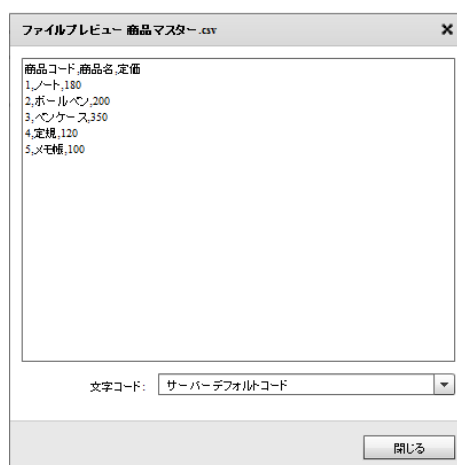 ファイルプレビュー 商品マスター.csv
商品コード,商品名,定価
1,ノート,180
2,ボールペン,200
3,ペンケース,350
4,定規,120
5,メモ帳,100
文字コード: サーバーデフォルトコード
閉じる